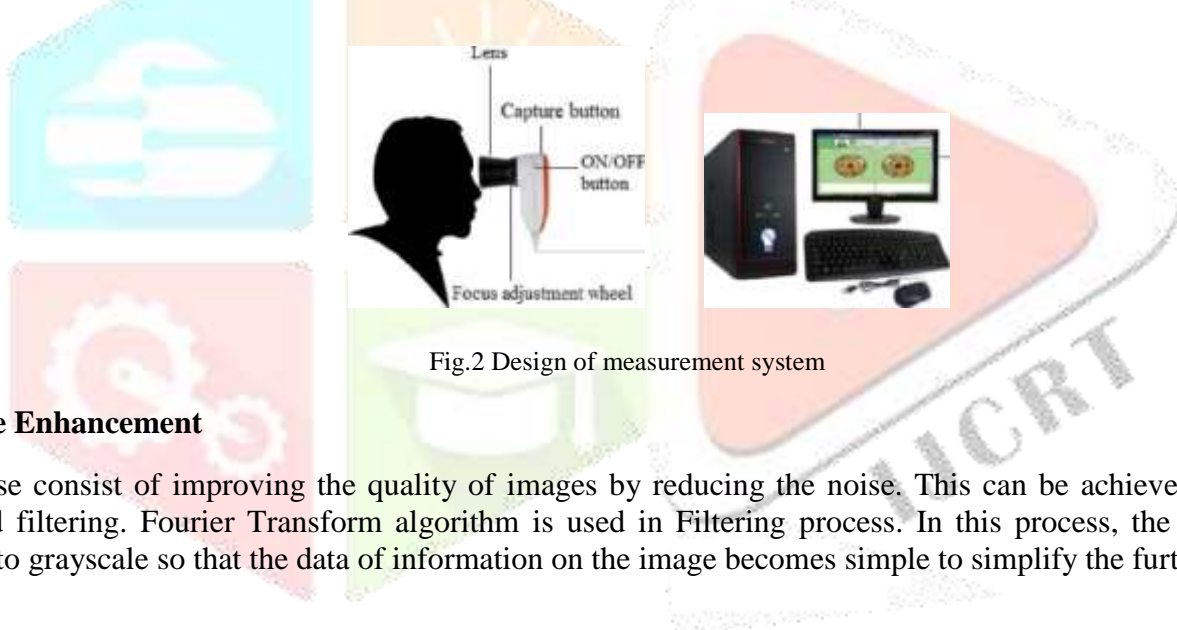 Lens
Capture button
ON/OFF
button
Focus adjustment wheel
Fig.2 Design of measurement system
e Enhancement
se consist of improving the quality of images by reducing the noise. This can be achieve
d filtering. Fourier Transform algorithm is used in Filtering process. In this process, the
to grayscale so that the data of information on the image becomes simple to simplify the furt
IJCRT